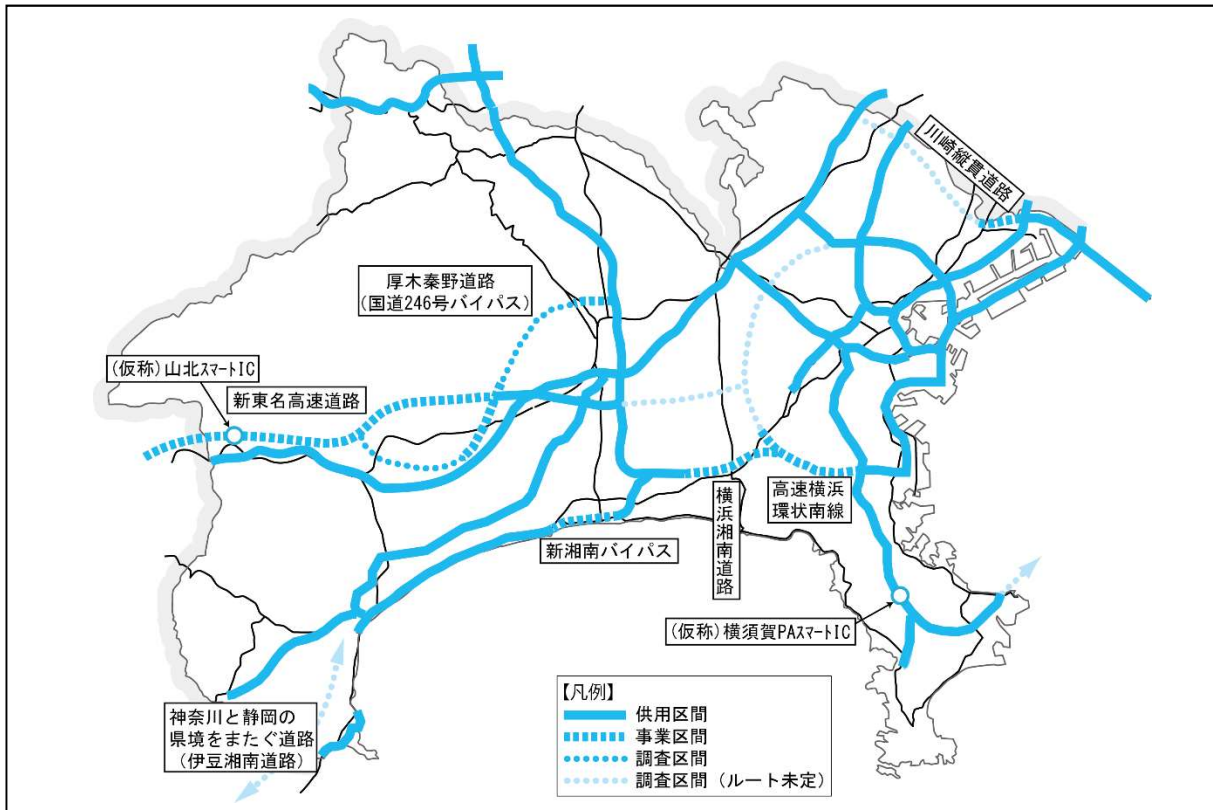 川崎縦貫道路
厚木秦野道路
(国道246号バイパス)
(仮称)山北スマートIC
新東名高速道路
新湘南バイパス
横浜湘南道路
高速横浜
環状南線
(仮称)横須賀PAスマートIC
神奈川と静岡の
県境をまたぐ道路
(伊豆湘南道路)
【凡例】
供用区間
事業区間
調査区間
調査区間(ルート未定)